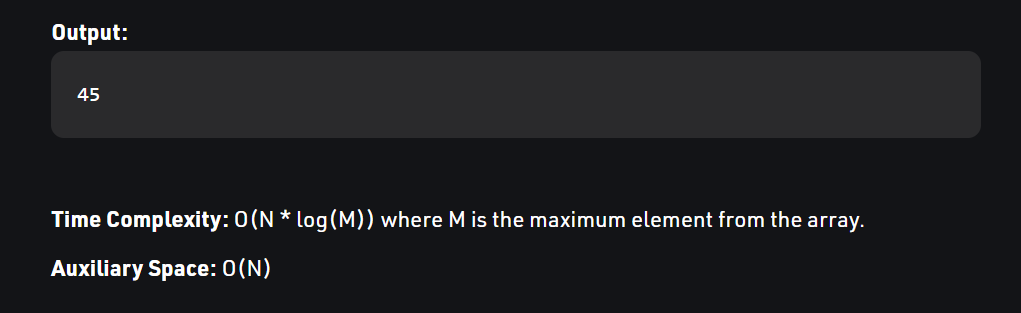 Output:
45
Time Complexity: O(N * log(M)) where M is the maximum element from the array.
Auxiliary Space: O(N)